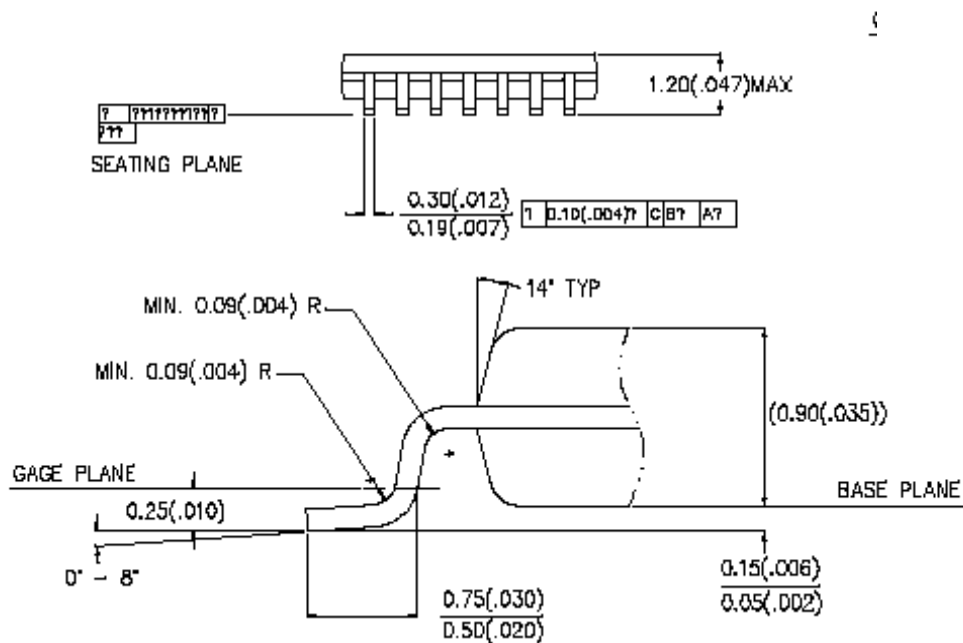 1.20(.047)MAX
SEATING PLANE
0.30(.012)
0.19(.007)
? 0.10(.004)? C B? A?
14° TYP
MIN. 0.09(.004) R
MIN. 0.09(.004) R
(0.90(.035))
GAGE PLANE
BASE PLANE
0.25(.010)
0° - 8°
0.15(.006)
0.05(.002)
0.75(.030)
0.50(.020)